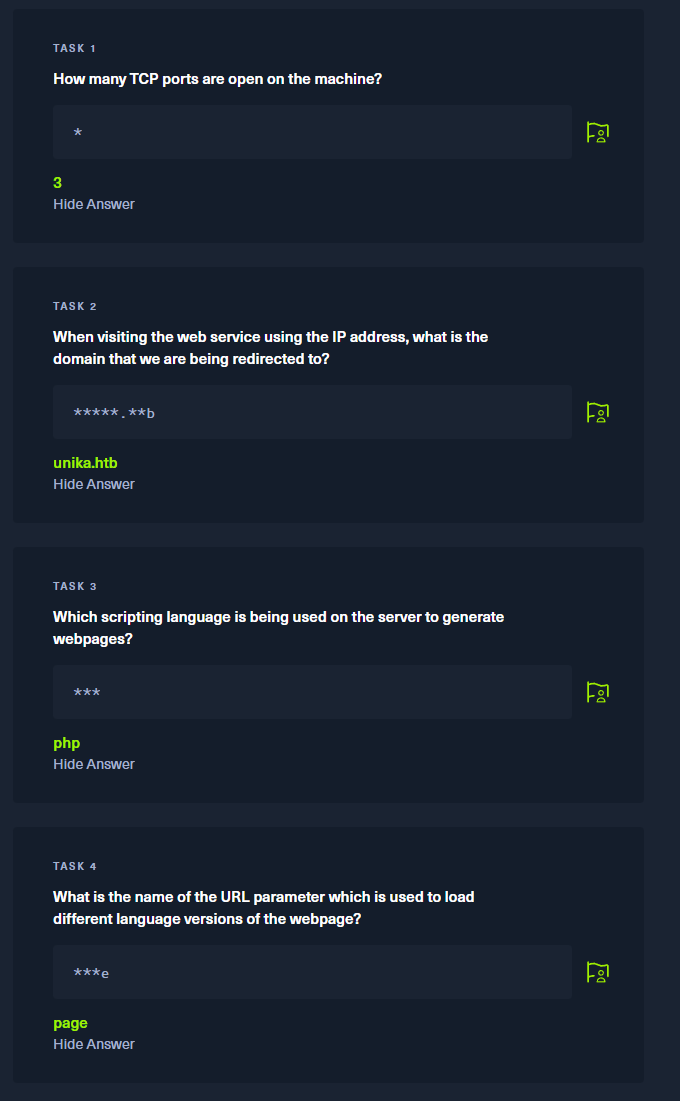 TASK 1
How many TCP ports are open on the machine?
*
3
Hide Answer
TASK 2
When visiting the web service using the IP address, what is the
domain that we are being redirected to?
*****.**b
unika.htb
Hide Answer
TASK 3
Which scripting language is being used on the server to generate
webpages?
***
php
Hide Answer
TASK 4
What is the name of the URL parameter which is used to load
different language versions of the webpage?
***e
page
Hide Answer